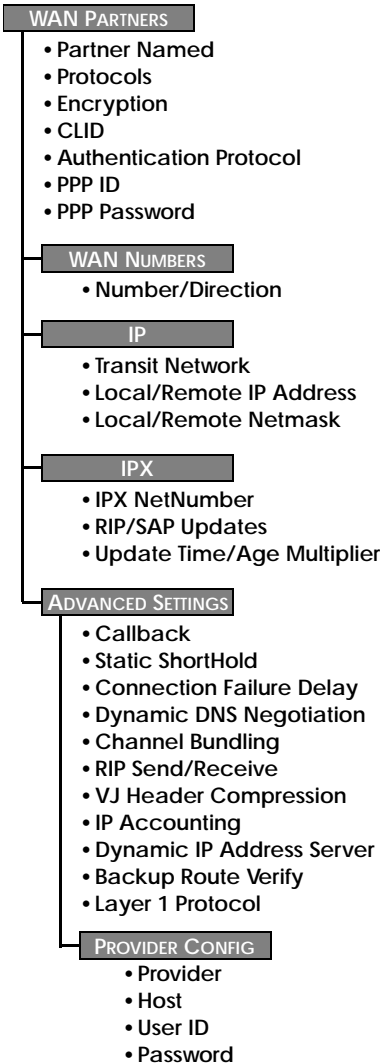 WAN PARTNERS
• Partner Named
• Protocols
• Encryption
• CLID
• Authentication Protocol
• PPP ID
• PPP Password
WAN NUMBERS
• Number/Direction
IP
• Transit Network
• Local/Remote IP Address
• Local/Remote Netmask
IPX
• IPX NetNumber
• RIP/SAP Updates
• Update Time/Age Multiplier
ADVANCED SETTINGS
• Callback
• Static ShortHold
• Connection Failure Delay
• Dynamic DNS Negotiation
• Channel Bundling
• RIP Send/Receive
• VJ Header Compression
• IP Accounting
• Dynamic IP Address Server
• Backup Route Verify
• Layer 1 Protocol
PROVIDER CONFIG
• Provider
• Host
• User ID
• Password